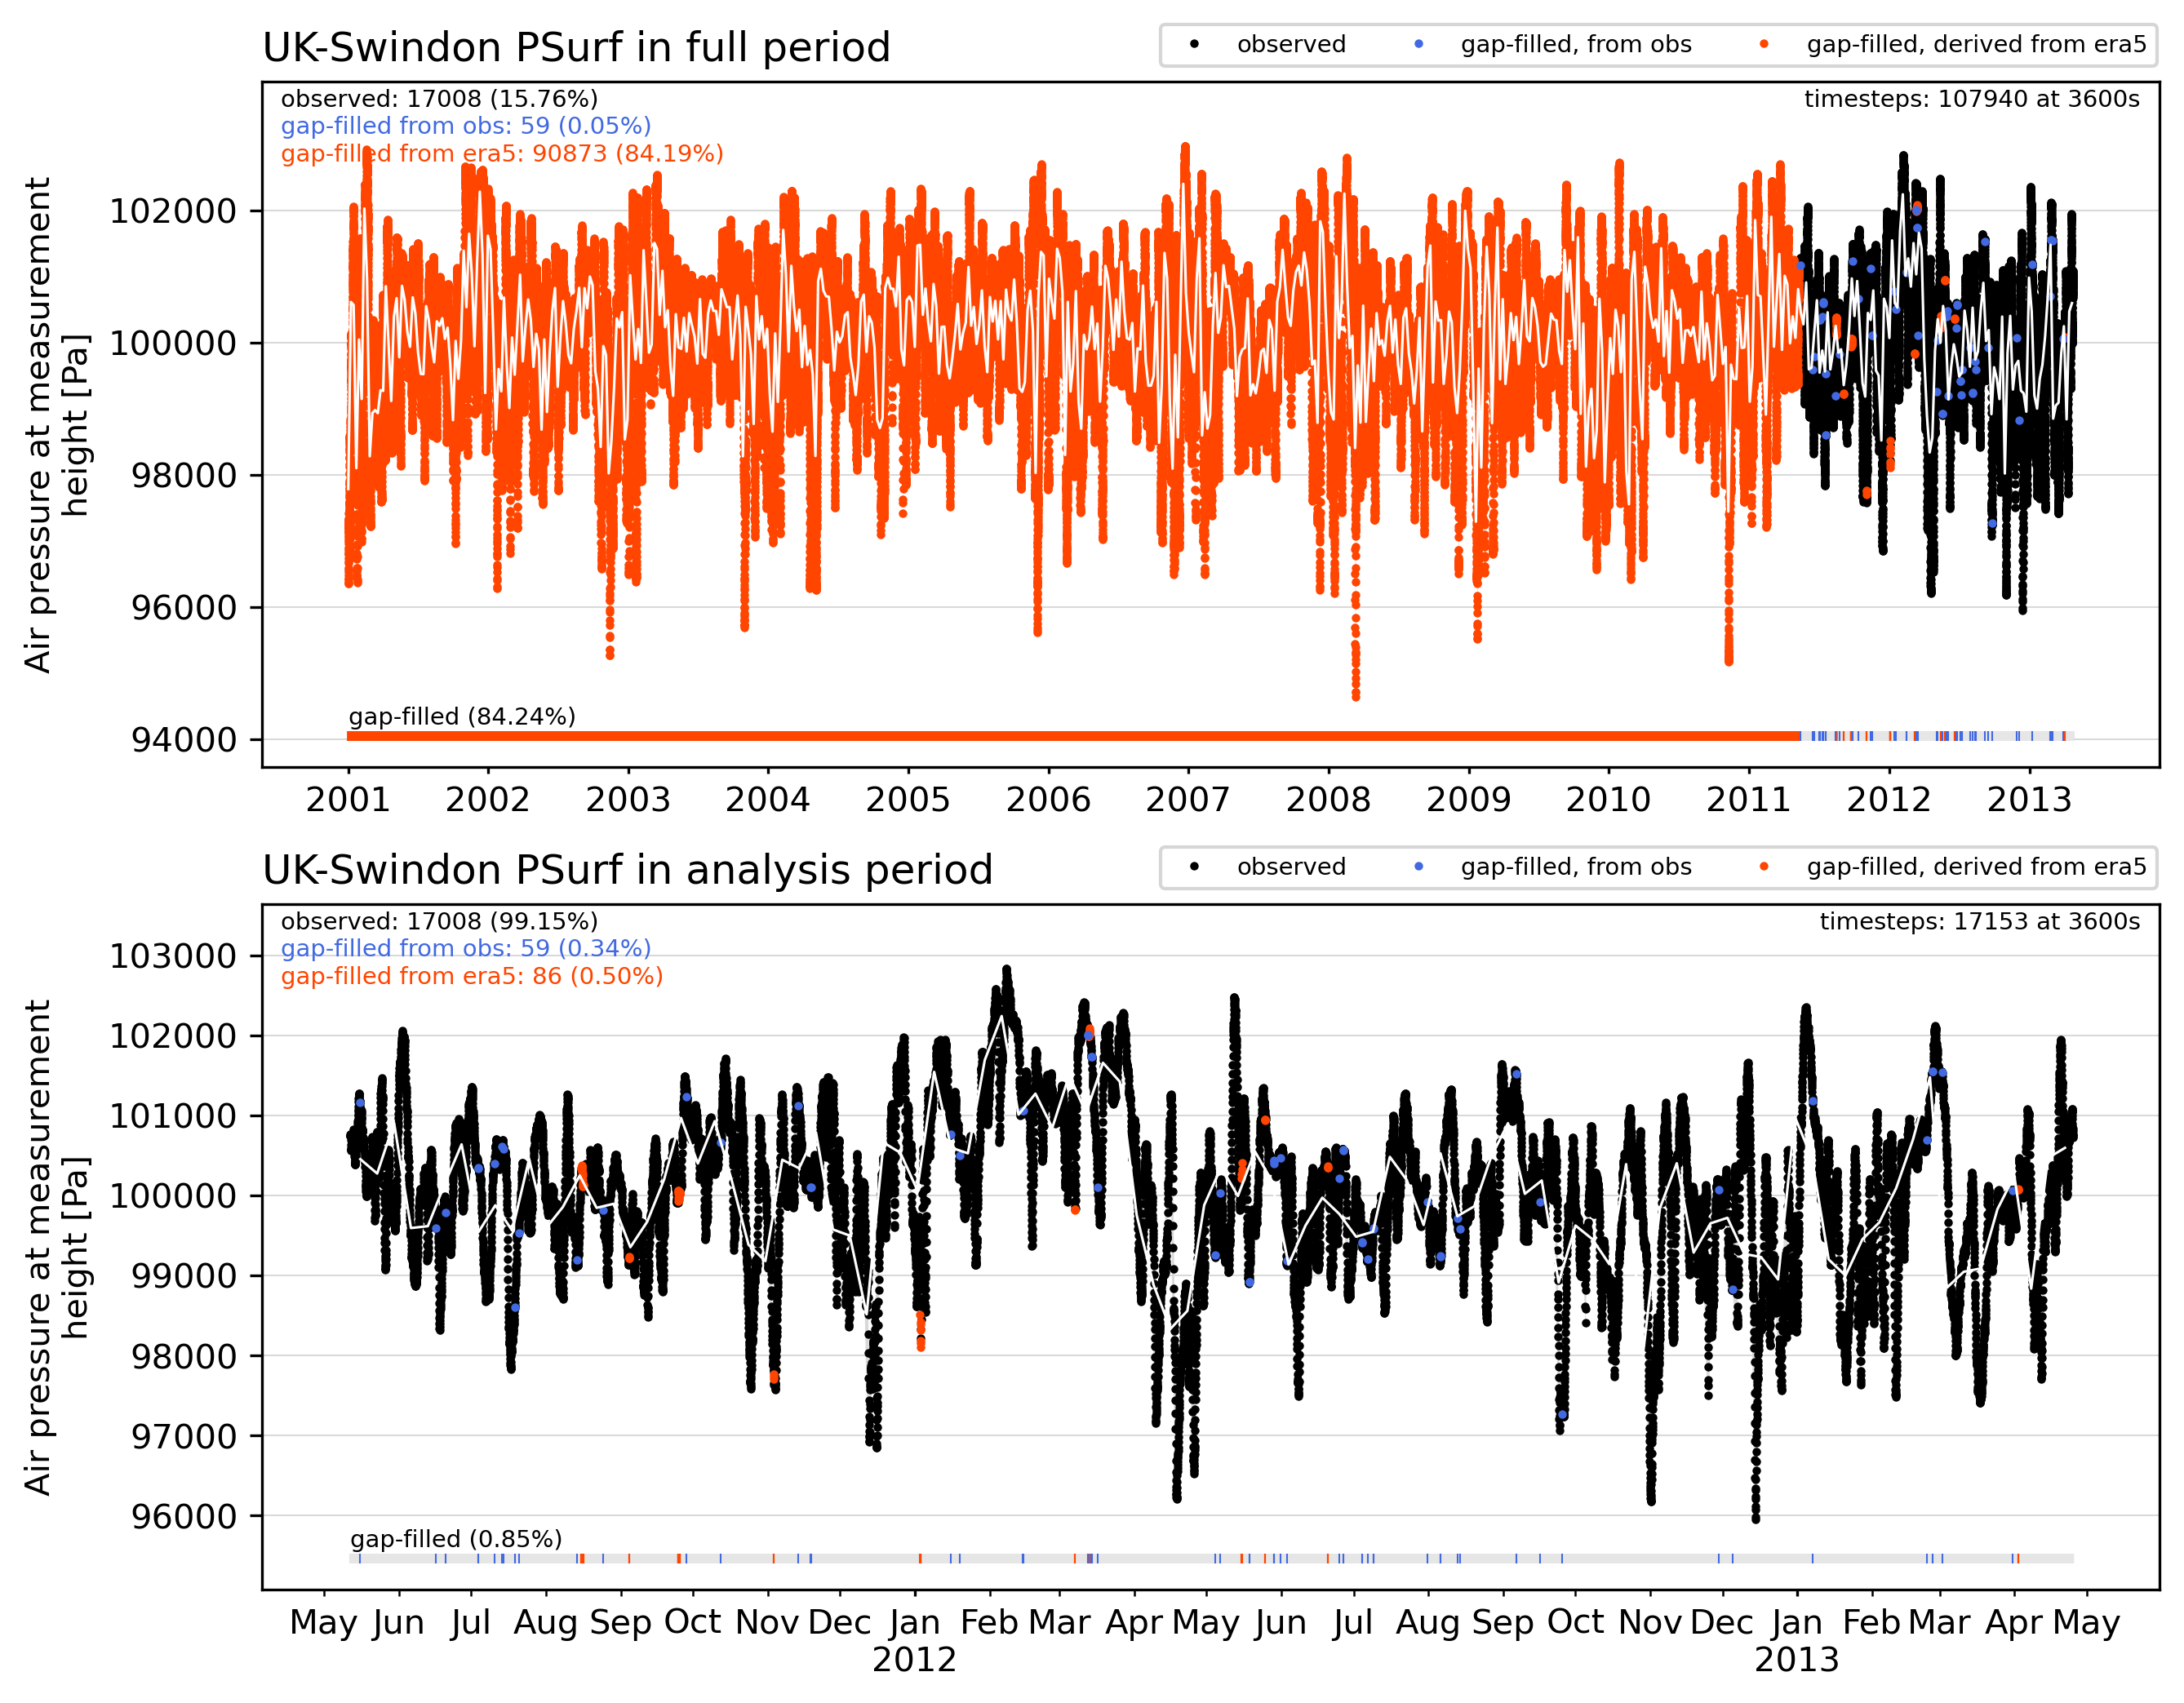 UK-Swindon PSurf in full period
observed
gap-filled, from obs
gap-filled, derived from era5
observed: 17008 (15.76%)
gap-filled from obs: 59 (0.05%)
gap-filled from era5: 90873 (84.19%)
timesteps: 107940 at 3600s
Air pressure at measurement
height [Pa]
102000
100000
98000
96000
94000
gap-filled (84.24%)
2001 2002 2003 2004 2005 2006 2007 2008 2009 2010 2011 2012 2013
UK-Swindon PSurf in analysis period
observed
gap-filled, from obs
gap-filled, derived from era5
observed: 17008 (99.15%)
gap-filled from obs: 59 (0.34%)
gap-filled from era5: 86 (0.50%)
timesteps: 17153 at 3600s
Air pressure at measurement
height [Pa]
103000
102000
101000
100000
99000
98000
97000
96000
gap-filled (0.85%)
May Jun Jul Aug Sep Oct Nov Dec Jan Feb Mar Apr May Jun Jul Aug Sep Oct Nov Dec Jan Feb Mar Apr May
2012 2013